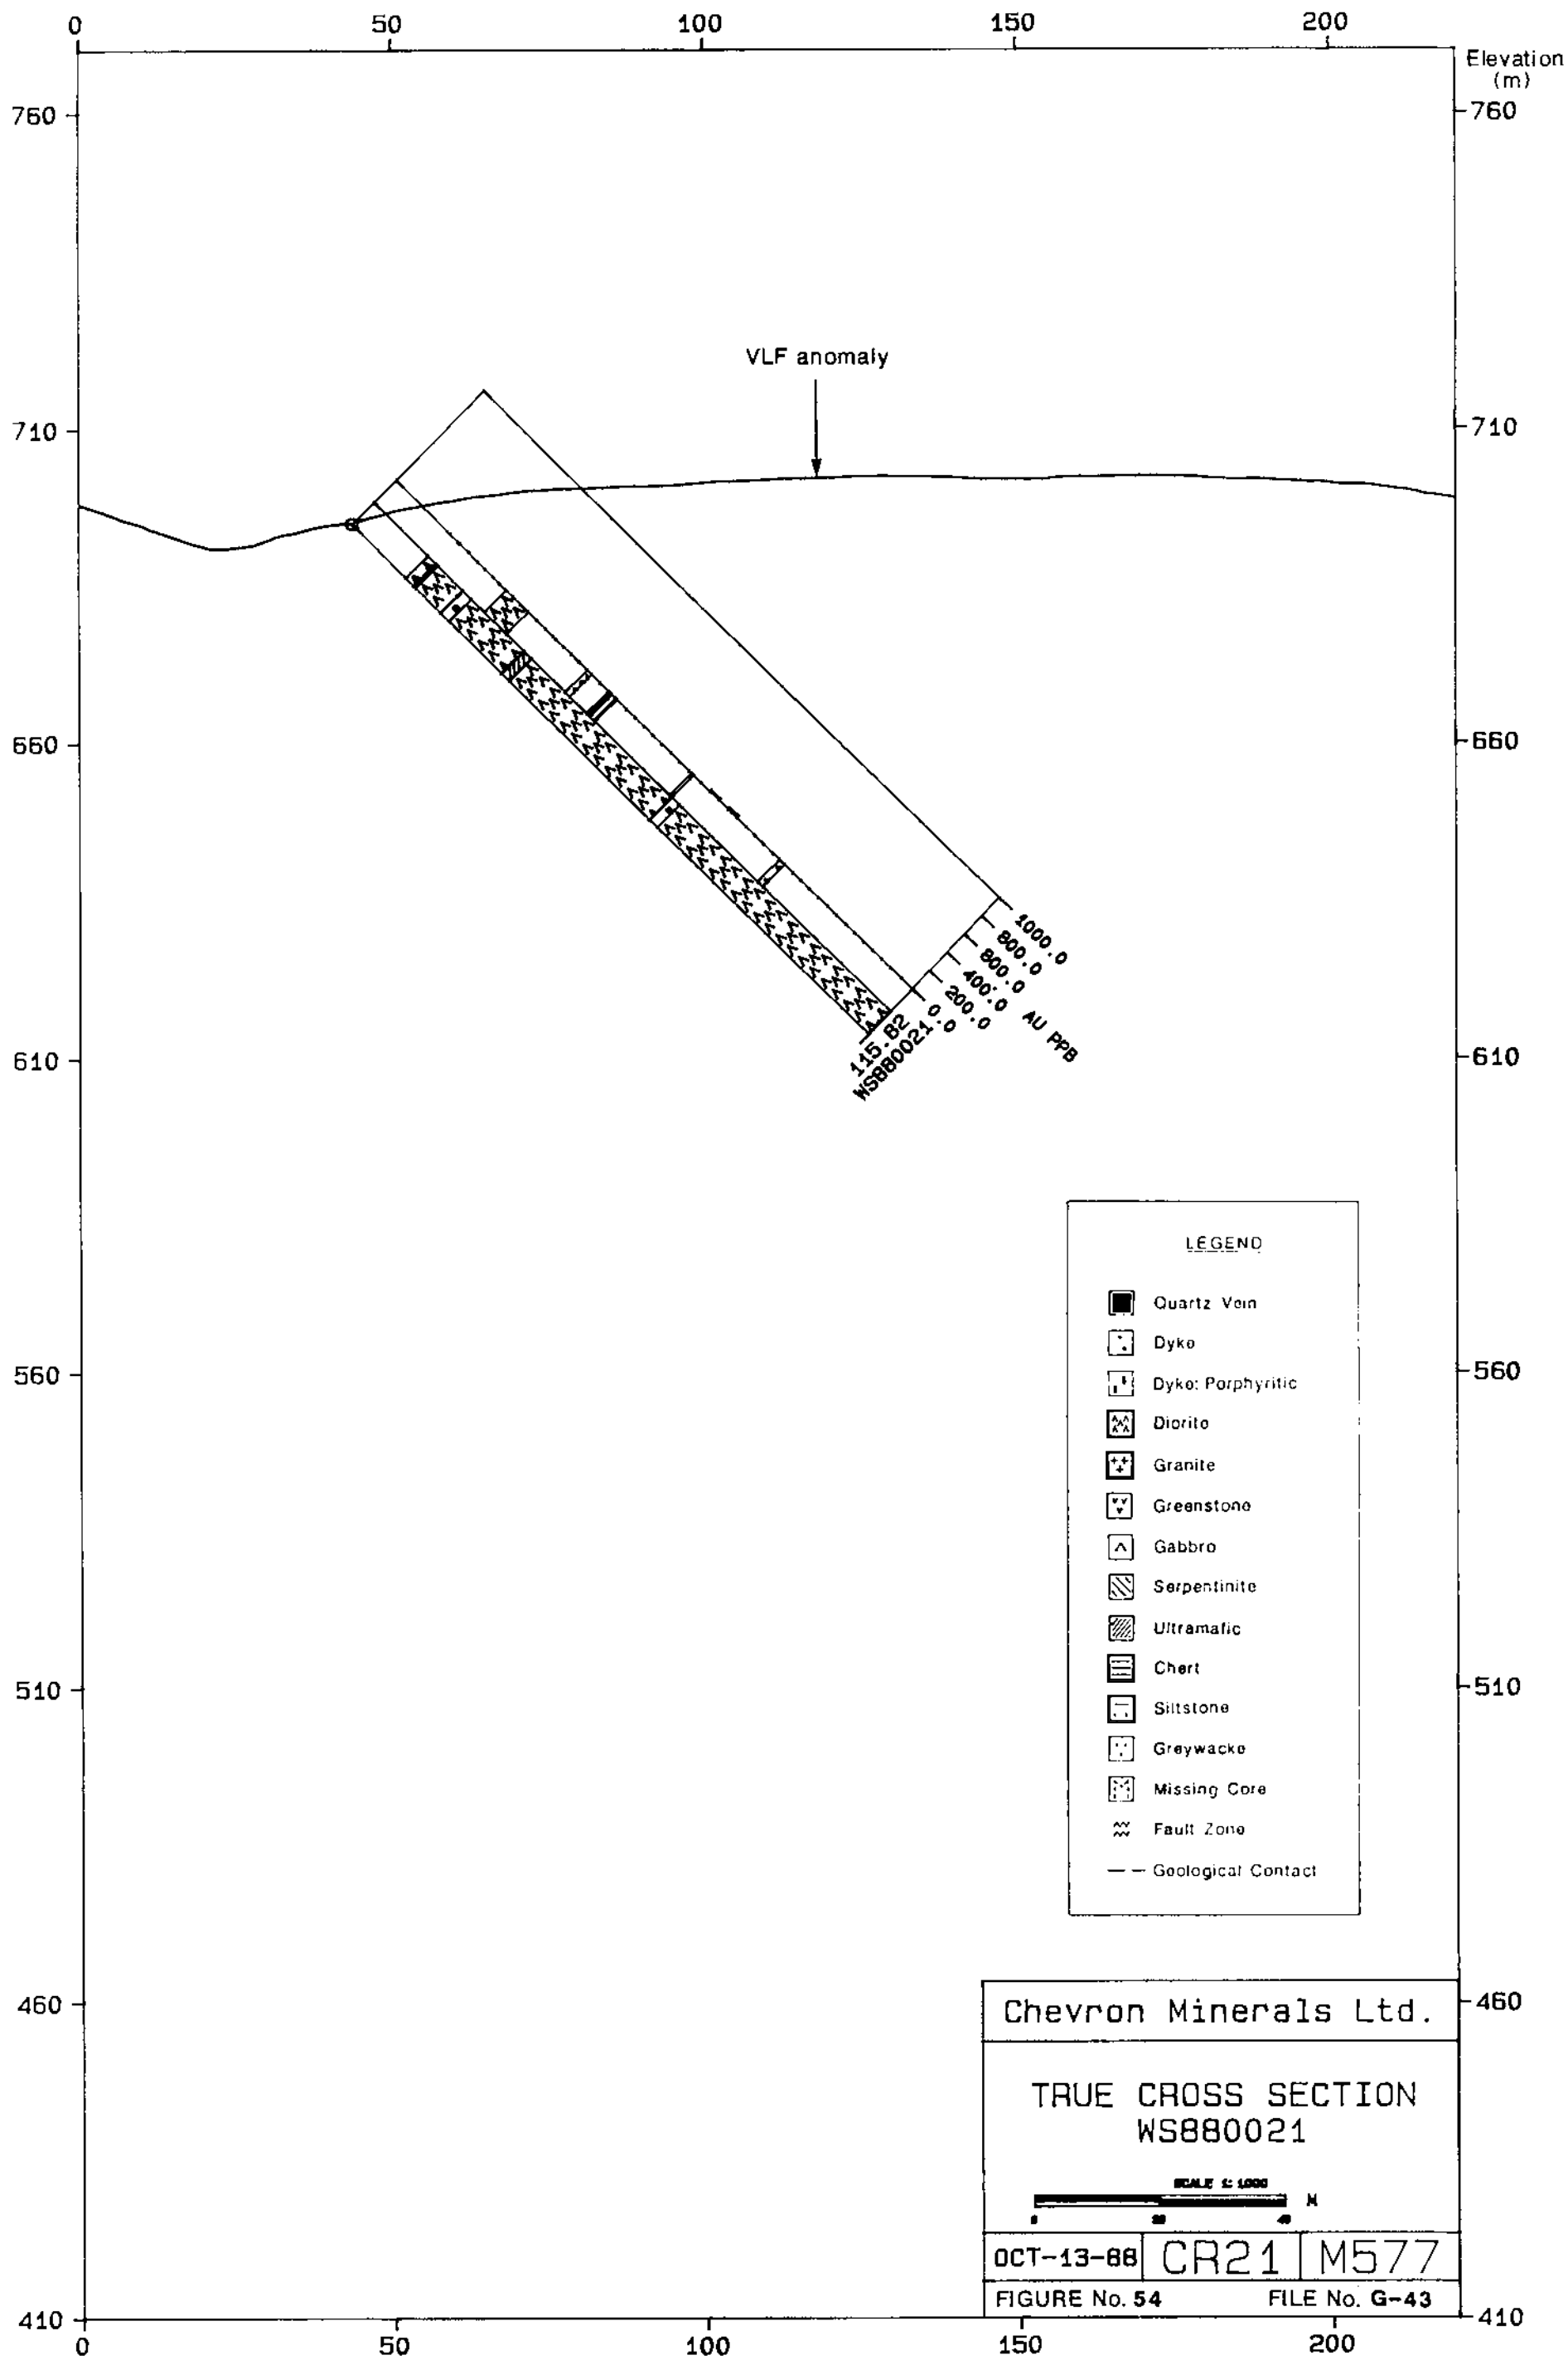 0 50 100 150 200
Elevation
(m)
760 760
VLF anomaly
710 710
660 660
1000.0
800.0
800.0
400.0
200.0
0.0
AU PPB
115.82
WS880021
610 610
LEGEND
Quartz Vein
Dyke
Dyke: Porphyritic
Diorite
Granite
Greenstone
Gabbro
Serpentinite
Ultramafic
Chert
Siltstone
Greywacke
Missing Core
Fault Zone
Geological Contact
560 560
510 510
460 460
Chevron Minerals Ltd.
TRUE CROSS SECTION
WS880021
SCALE 1: 1000
0 20 40 M
OCT-13-88 CR21 M577
FIGURE No. 54 FILE No. G-43
410 410
0 50 100 150 200